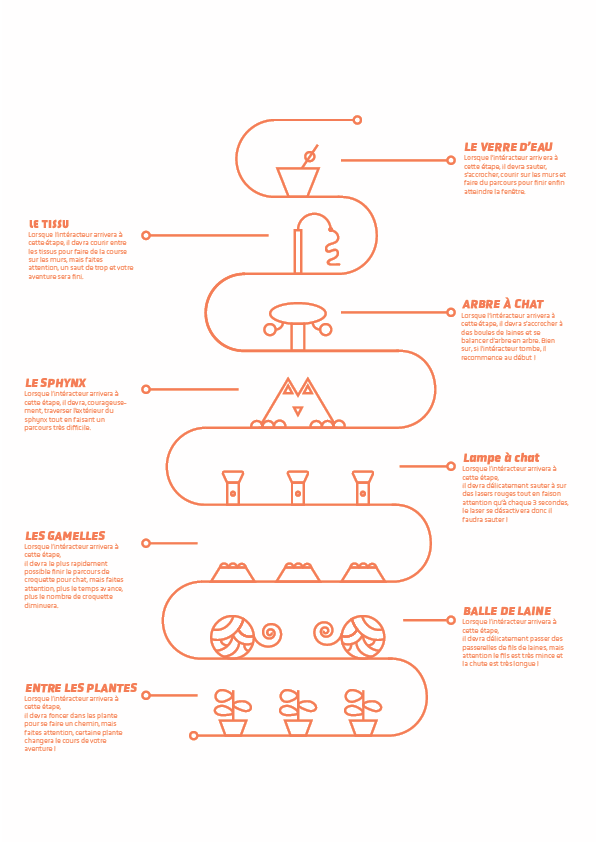 LE VERRE D'EAU
Lorsque l'intéracteur arrivera à
cette étape, il devra sauter,
s'accrocher, courir sur les murs et
faire du parcours pour finir enfin
atteindre la fenêtre.
LE TISSU
Lorsque l'intéracteur arrivera à
cette étape, il devra courir entre
les tissus pour faire de la course
sur les murs, mais faites
attention, un saut de trop et votre
aventure sera fini.
ARBRE À CHAT
Lorsque l'intéracteur arrivera à
cette étape, il devra s'accrocher à
des boules de laines et se
balancer d'arbre en arbre. Bien
sur, si l'intéracteur tombe, il
recommence au début !
LE SPHYNX
Lorsque l'intéracteur arrivera à
cette étape, il devra, courageuse-
ment, traverser l'extérieur du
sphynx tout en faisant un
parcours très difficile.
Lampe à chat
Lorsque l'intéracteur arrivera à
cette étape,
il devra délicatement sauter à sur
des lasers rouges tout en faison
attention qu'à chaque 3 secondes,
le laser se désactivera donc il
faudra sauter !
LES GAMELLES
Lorsque l'intéracteur arrivera à
cette étape,
il devra le plus rapidement
possible finir le parcours de
croquette pour chat, mais faites
attention, plus le temps avance,
plus le nombre de croquette
diminuera.
BALLE DE LAINE
Lorsque l'intéracteur arrivera à
cette étape,
il devra délicatement passer des
passerelles de fils de laines, mais
attention le fils est très mince et
la chute est très longue !
ENTRE LES PLANTES
Lorsque l'intéracteur arrivera à
cette étape,
il devra foncer dans les plante
pour se faire un chemin, mais
faites attention, certaine plante
changera le cours de votre
aventure !